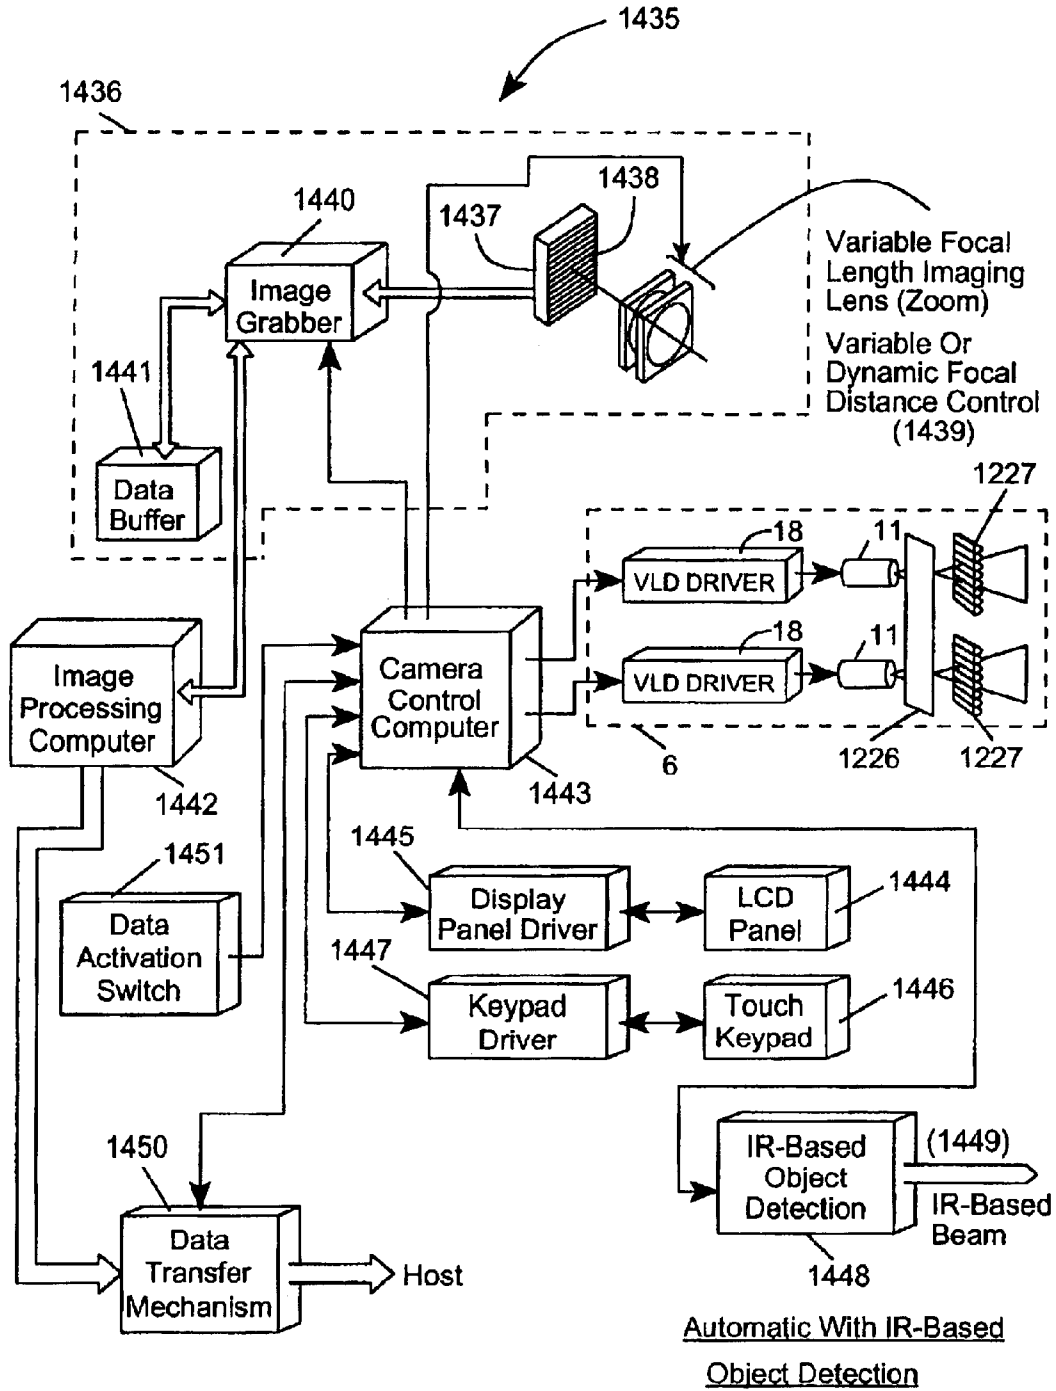 1435
1436
1440
1437
1438
Image
Grabber
Variable Focal
Length Imaging
Lens (Zoom)
Variable Or
Dynamic Focal
Distance Control
(1439)
1441
Data
Buffer
1227
18
11
VLD DRIVER
18
11
VLD DRIVER
6
1226
1227
Image
Processing
Computer
1442
Camera
Control
Computer
1443
1451
Data
Activation
Switch
1445
Display
Panel Driver
LCD
Panel
1444
1447
Keypad
Driver
Touch
Keypad
1446
1450
Data
Transfer
Mechanism
Host
IR-Based
Object
Detection
(1449)
IR-Based
Beam
1448
Automatic With IR-Based
Object Detection